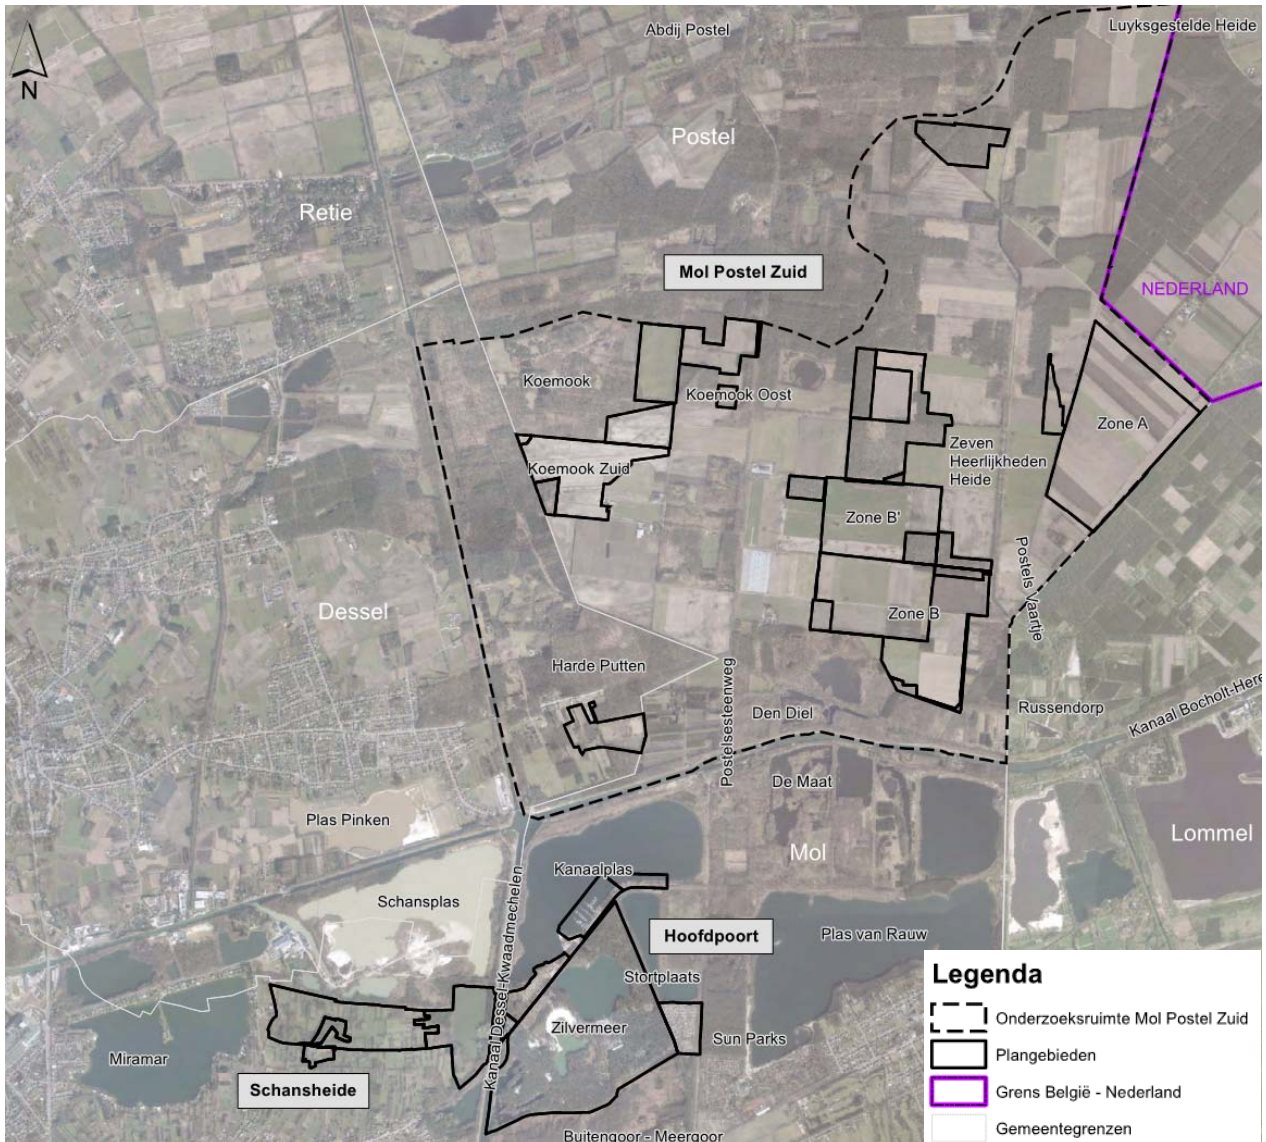 Abdij Postel
Luyksgestelde Heide
N
Postel
Retie
Mol Postel Zuid
NEDERLAND
Koemook
Koemook Oost
Zone A
Zeven
Heerlijkheden
Heide
Koemook Zuid
Zone B'
Postels Vaartje
Dessel
Zone B
Harde Putten
Postelsesteenweg
Den Diel
Russendorp
Kanaal Bocholt-Here
De Maat
Plas Pinken
Lommel
Mol
Kanaalplas
Schansplas
Kanaal Dessel-Kwaadmechelen
Hoofdpoort
Plas van Rauw
Stortplaats
Zilvermeer
Sun Parks
Miramar
Schansheide
Buitengoor - Meergoor
Legenda
Onderzoeksruimte Mol Postel Zuid
Plangebieden
Grens België - Nederland
Gemeentegrenzen